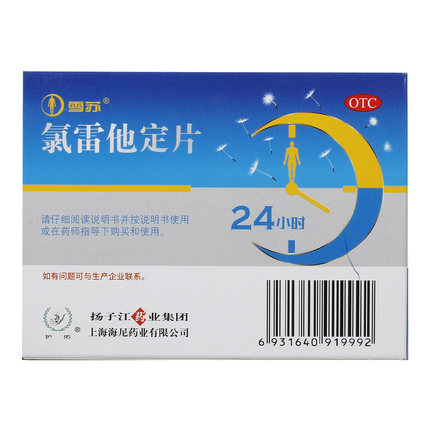 雪苏®
OTC
氯雷他定片
请仔细阅读说明书并按说明书使用
或在药师指导下购买和使用。
24小时
如有问题可与生产企业联系。
护佑®
扬子江药业集团
上海海尼药业有限公司
6 931640 919992